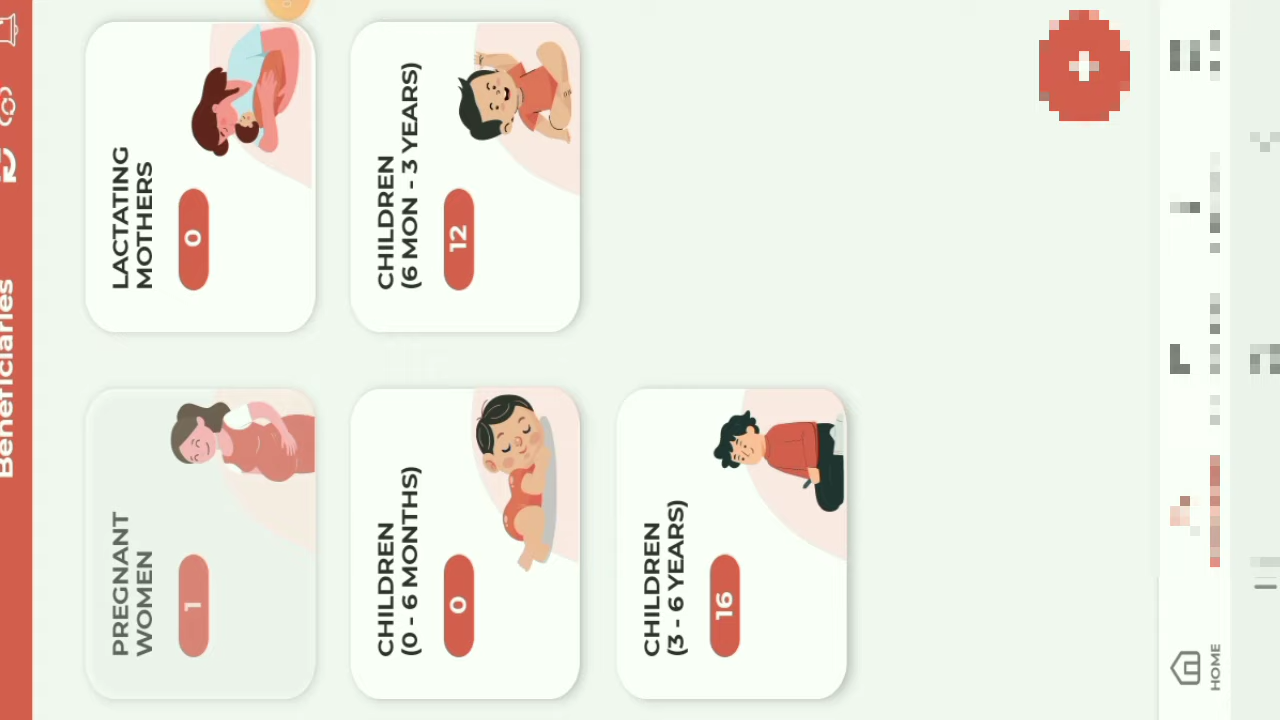 Beneficiaries
PREGNANT
WOMEN
1
LACTATING
MOTHERS
0
CHILDREN
(0 - 6 MONTHS)
0
CHILDREN
(6 MON - 3 YEARS)
12
CHILDREN
(3 - 6 YEARS)
16
HOME